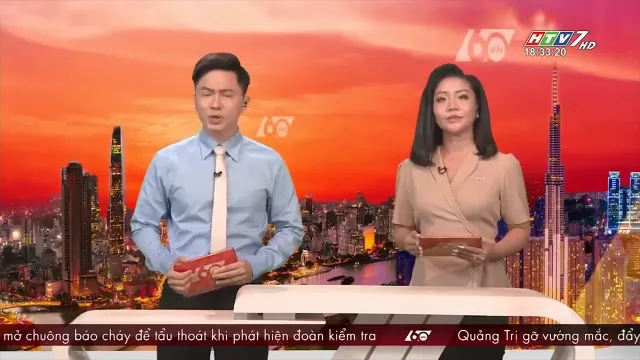 HTV7 HD
18:33:20
60
60
mở chuông báo cháy để tẩu thoát khi phát hiện đoàn kiểm tra 60 Quảng Trị gỡ vướng mắc, đẩy